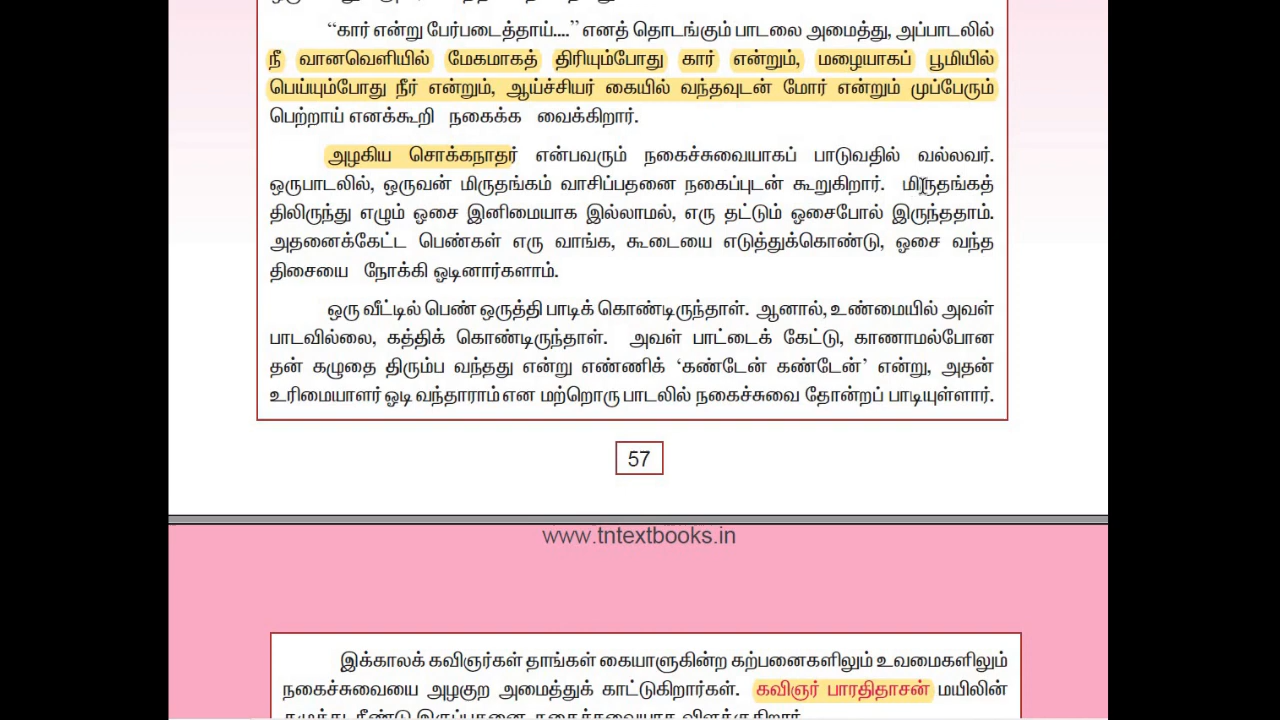 “கார் என்று பேர்படைத்தாய்....” எனத் தொடங்கும் பாடலை அமைத்து, அப்பாடலில்
நீ வானவெளியில் மேகமாகத் திரியும்போது கார் என்றும், மழையாகப் பூமியில்
பெய்யும்போது நீர் என்றும், ஆய்ச்சியர் கையில் வந்தவுடன் மோர் என்றும் முப்பேரும்
பெற்றாய் எனக்கூறி நகைக்க வைக்கிறார்.
அழகிய சொக்கநாதர் என்பவரும் நகைச்சுவையாகப் பாடுவதில் வல்லவர்.
ஒருபாடலில், ஒருவன் மிருதங்கம் வாசிப்பதனை நகைப்புடன் கூறுகிறார். மிருதங்கத்
திலிருந்து எழும் ஓசை இனிமையாக இல்லாமல், எரு தட்டும் ஓசைபோல் இருந்ததாம்.
அதனைக்கேட்ட பெண்கள் எரு வாங்க, கூடையை எடுத்துக்கொண்டு, ஓசை வந்த
திசையை நோக்கி ஓடினார்களாம்.
ஒரு வீட்டில் பெண் ஒருத்தி பாடிக் கொண்டிருந்தாள். ஆனால், உண்மையில் அவள்
பாடவில்லை, கத்திக் கொண்டிருந்தாள். அவள் பாட்டைக் கேட்டு, காணாமல்போன
தன் கழுதை திரும்ப வந்தது என்று எண்ணிக் ‘கண்டேன் கண்டேன்’ என்று, அதன்
உரிமையாளர் ஓடி வந்தாராம் என மற்றொரு பாடலில் நகைச்சுவை தோன்றப் பாடியுள்ளார்.
57
www.tntextbooks.in
இக்காலக் கவிஞர்கள் தாங்கள் கையாளுகின்ற கற்பனைகளிலும் உவமைகளிலும்
நகைச்சுவையை அழகுற அமைத்துக் காட்டுகிறார்கள். கவிஞர் பாரதிதாசன் மயிலின்